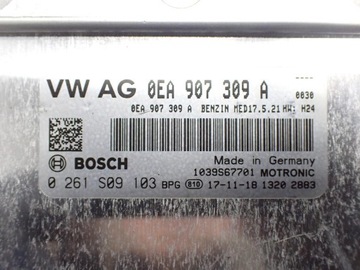 VW AG 0EA 907 309 A 0030
0EA 907 309 A BENZIN MED17.5.21 HW: H24
BOSCH
Made in Germany
1039S67701 MOTRONIC
0 261 S09 103 BPG 810 17-11-18 1320 2883